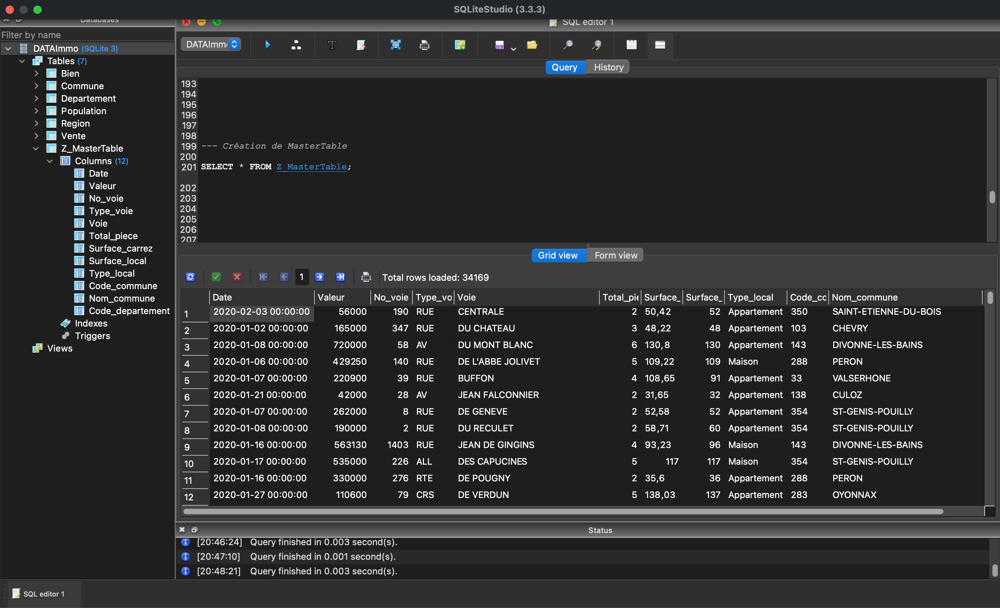 SQLiteStudio (3.3.3)
Databases
SQL editor 1
Filter by name
DATAImmo (SQLite 3)
Tables (7)
Bien
Commune
Departement
Population
Region
Vente
Z_MasterTable
Columns (12)
Date
Valeur
No_voie
Type_voie
Voie
Total_piece
Surface_carrez
Surface_local
Type_local
Code_commune
Nom_commune
Code_departement
Indexes
Triggers
Views
DATAImm
Query History
193
194
195
196
197
198
199 --- Création de MasterTable
200
201 SELECT * FROM Z_MasterTable;
202
203
204
205
206
207
Grid view Form view
1 Total rows loaded: 34169
Date Valeur No_voie Type_vo Voie Total_pie Surface_ Surface_ Type_local Code_co Nom_commune
1 2020-02-03 00:00:00 56000 190 RUE CENTRALE 2 50,42 52 Appartement 350 SAINT-ETIENNE-DU-BOIS
2 2020-01-02 00:00:00 165000 347 RUE DU CHATEAU 3 48,22 48 Appartement 103 CHEVRY
3 2020-01-08 00:00:00 720000 58 AV DU MONT BLANC 6 130,8 130 Appartement 143 DIVONNE-LES-BAINS
4 2020-01-06 00:00:00 429250 140 RUE DE L'ABBE JOLIVET 5 109,22 109 Maison 288 PERON
5 2020-01-07 00:00:00 220900 39 RUE BUFFON 4 108,65 91 Appartement 33 VALSERHONE
6 2020-01-21 00:00:00 42000 28 AV JEAN FALCONNIER 2 31,65 32 Appartement 138 CULOZ
7 2020-01-07 00:00:00 262000 8 RUE DE GENEVE 2 52,58 52 Appartement 354 ST-GENIS-POUILLY
8 2020-01-08 00:00:00 190000 2 RUE DU RECULET 2 58,71 60 Appartement 354 ST-GENIS-POUILLY
9 2020-01-16 00:00:00 563130 1403 RUE JEAN DE GINGINS 4 93,23 96 Maison 143 DIVONNE-LES-BAINS
10 2020-01-17 00:00:00 535000 226 ALL DES CAPUCINES 5 117 117 Maison 354 ST-GENIS-POUILLY
11 2020-01-16 00:00:00 330000 276 RTE DE POUGNY 2 35,6 36 Appartement 288 PERON
12 2020-01-27 00:00:00 110600 79 CRS DE VERDUN 5 138,03 137 Appartement 283 OYONNAX
Status
[20:46:24] Query finished in 0.003 second(s).
[20:47:10] Query finished in 0.001 second(s).
[20:48:21] Query finished in 0.003 second(s).
SQL editor 1